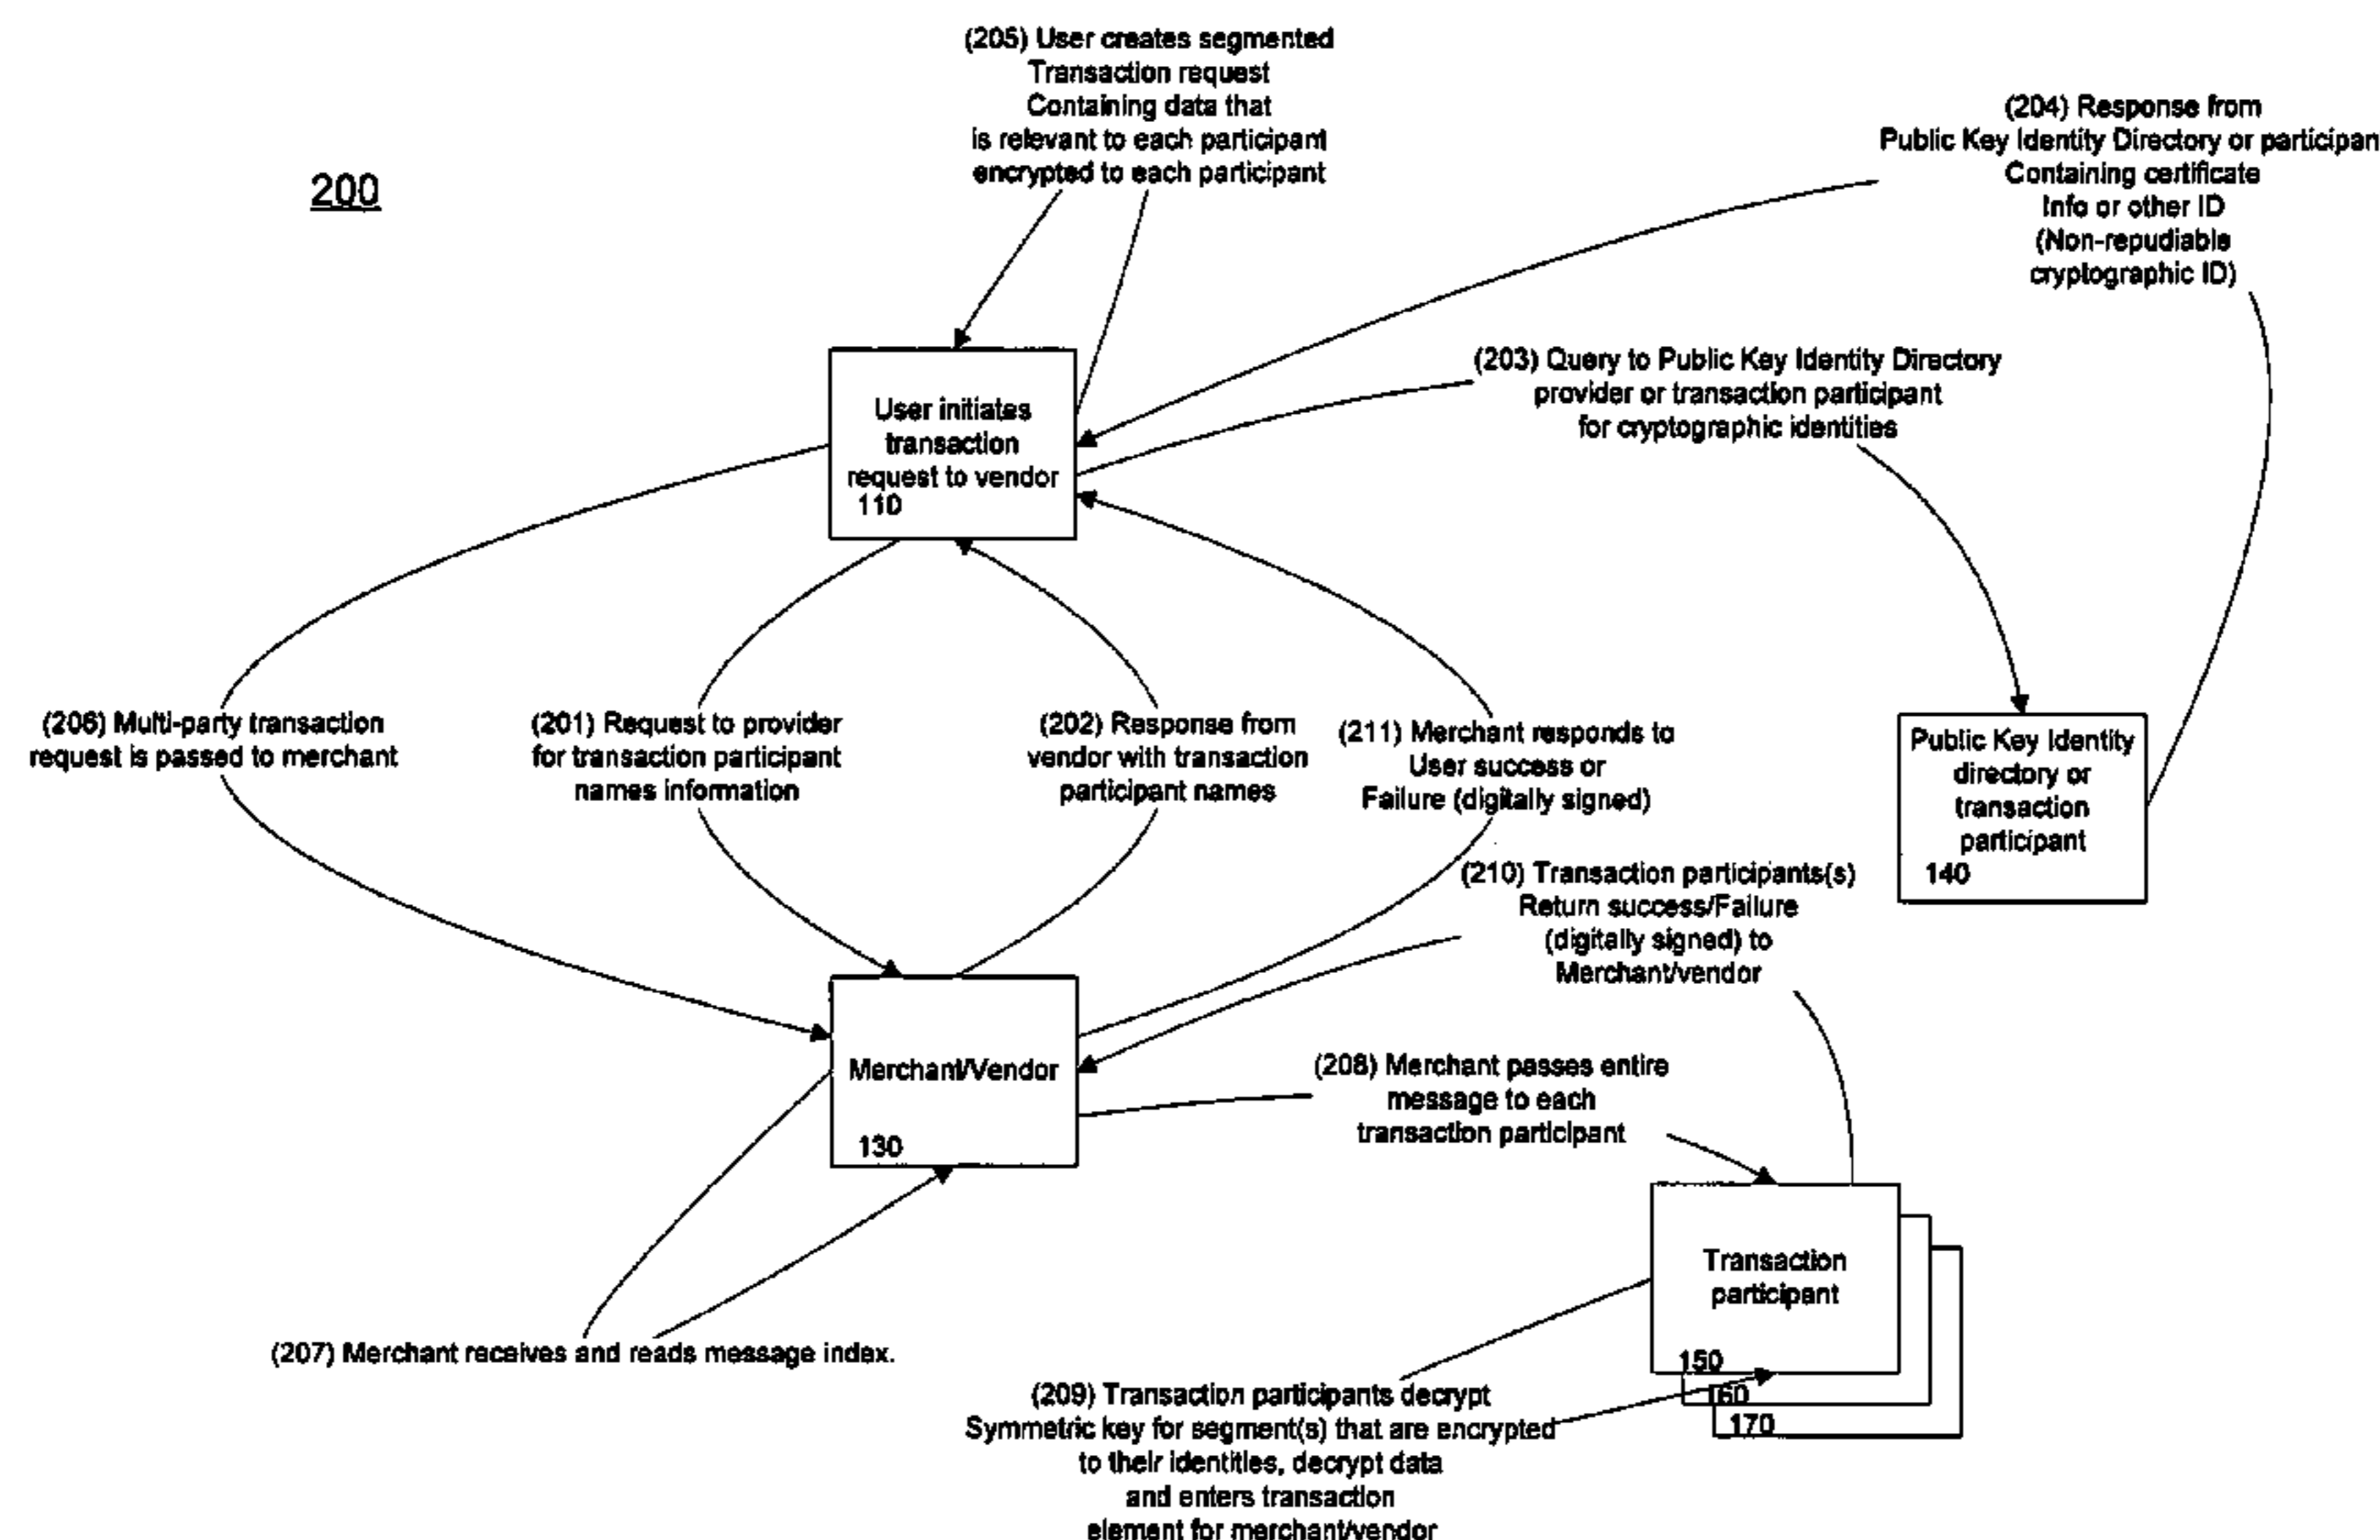 200
(205) User creates segmented
Transaction request
Containing data that
is relevant to each participant
encrypted to each participant
(204) Response from
Public Key Identity Directory or participan
Containing certificate
Info or other ID
(Non-repudiable
cryptographic ID)
(203) Query to Public Key Identity Directory
provider or transaction participant
for cryptographic identities
User initiates
transaction
request to vendor
110
(206) Multi-party transaction
request is passed to merchant
(201) Request to provider
for transaction participant
names information
(202) Response from
vendor with transaction
participant names
(211) Merchant responds to
User success or
Failure (digitally signed)
Public Key Identity
directory or
transaction
participant
140
(210) Transaction participants(s)
Return success/Failure
(digitally signed) to
Merchant/vendor
Merchant/Vendor
130
(208) Merchant passes entire
message to each
transaction participant
Transaction
participant
150
160
170
(207) Merchant receives and reads message index.
(209) Transaction participants decrypt
Symmetric key for segment(s) that are encrypted
to their identities, decrypt data
and enters transaction
element for merchant/vendor